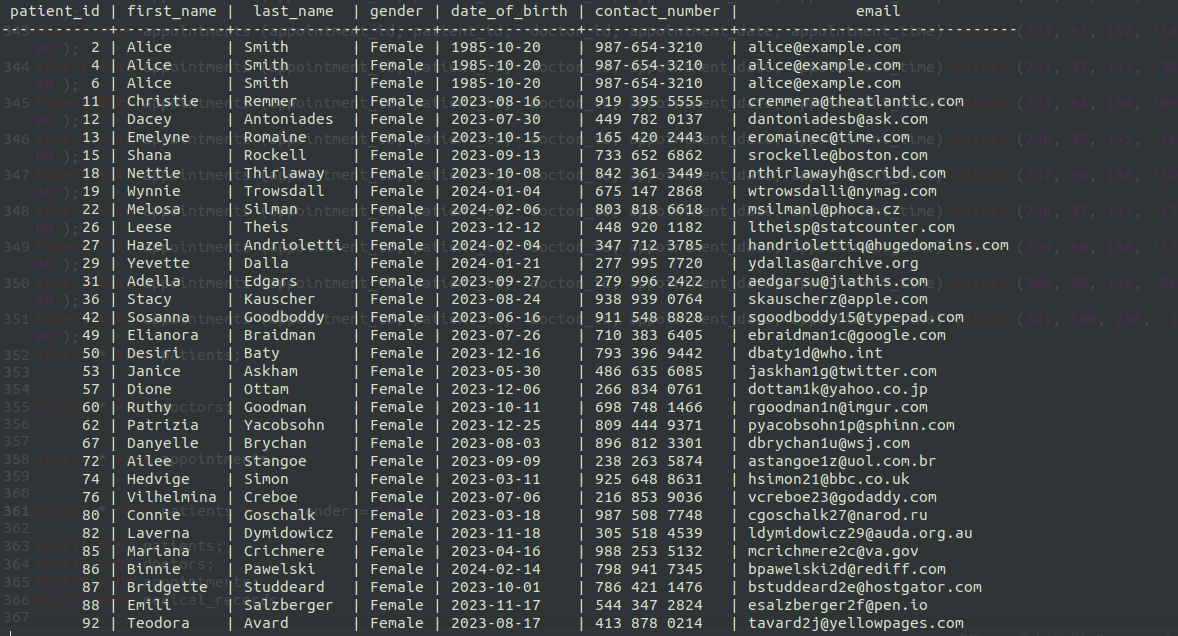 patient_id | first_name | last_name | gender | date_of_birth | contact_number | email
2 | Alice | Smith | Female | 1985-10-20 | 987-654-3210 | alice@example.com
4 | Alice | Smith | Female | 1985-10-20 | 987-654-3210 | alice@example.com
6 | Alice | Smith | Female | 1985-10-20 | 987-654-3210 | alice@example.com
11 | Christie | Remmer | Female | 2023-08-16 | 919 395 5555 | cremmera@theatlantic.com
12 | Dacey | Antoniades | Female | 2023-07-30 | 449 782 0137 | dantoniadesb@ask.com
13 | Emelyne | Romaine | Female | 2023-10-15 | 165 420 2443 | eromainec@time.com
15 | Shana | Rockell | Female | 2023-09-13 | 733 652 6862 | srockelle@boston.com
18 | Nettie | Thirlaway | Female | 2023-10-08 | 842 361 3449 | nthirlawayh@scribd.com
19 | Wynnie | Trowsdall | Female | 2024-01-04 | 675 147 2868 | wtrowsdalli@nymag.com
22 | Melosa | Silman | Female | 2024-02-06 | 803 818 6618 | msilmanl@phoca.cz
26 | Leese | Theis | Female | 2023-12-12 | 448 920 1182 | ltheisp@statcounter.com
27 | Hazel | Andrioletti | Female | 2024-02-04 | 347 712 3785 | handriolettiq@hugedomains.com
29 | Yevette | Dalla | Female | 2024-01-21 | 277 995 7720 | ydallas@archive.org
31 | Adella | Edgars | Female | 2023-09-27 | 279 996 2422 | aedgarsu@jiathis.com
36 | Stacy | Kauscher | Female | 2023-08-24 | 938 939 0764 | skauscherz@apple.com
42 | Sosanna | Goodboddy | Female | 2023-06-16 | 911 548 8828 | sgoodboddy15@typepad.com
49 | Elianora | Braidman | Female | 2023-07-26 | 710 383 6405 | ebraidman1c@google.com
50 | Desiri | Baty | Female | 2023-12-16 | 793 396 9442 | dbaty1d@who.int
53 | Janice | Askham | Female | 2023-05-30 | 486 635 6085 | jaskham1g@twitter.com
57 | Dione | Ottam | Female | 2023-12-06 | 266 834 0761 | dottam1k@yahoo.co.jp
60 | Ruthy | Goodman | Female | 2023-10-11 | 698 748 1466 | rgoodman1n@imgur.com
62 | Patrizia | Yacobsohn | Female | 2023-12-25 | 809 444 9371 | pyacobsohn1p@sphinn.com
67 | Danyelle | Brychan | Female | 2023-08-03 | 896 812 3301 | dbrychan1u@wsj.com
72 | Ailee | Stangoe | Female | 2023-09-09 | 238 263 5874 | astangoe1z@uol.com.br
74 | Hedvige | Simon | Female | 2023-03-11 | 925 648 8631 | hsimon21@bbc.co.uk
76 | Vilhelmina | Creboe | Female | 2023-07-06 | 216 853 9036 | vcreboe23@godaddy.com
80 | Connie | Goschalk | Female | 2023-03-18 | 987 508 7748 | cgoschalk27@narod.ru
82 | Laverna | Dymidowicz | Female | 2023-11-18 | 305 518 4539 | ldymidowicz29@auda.org.au
85 | Mariana | Crichmere | Female | 2023-04-16 | 988 253 5132 | mcrichmere2c@va.gov
86 | Binnie | Pawelski | Female | 2024-02-14 | 798 941 7345 | bpawelski2d@rediff.com
87 | Bridgette | Studdeard | Female | 2023-10-01 | 786 421 1476 | bstuddeard2e@hostgator.com
88 | Emili | Salzberger | Female | 2023-11-17 | 544 347 2824 | esalzberger2f@pen.io
92 | Teodora | Avard | Female | 2023-08-17 | 413 878 0214 | tavard2j@yellowpages.com